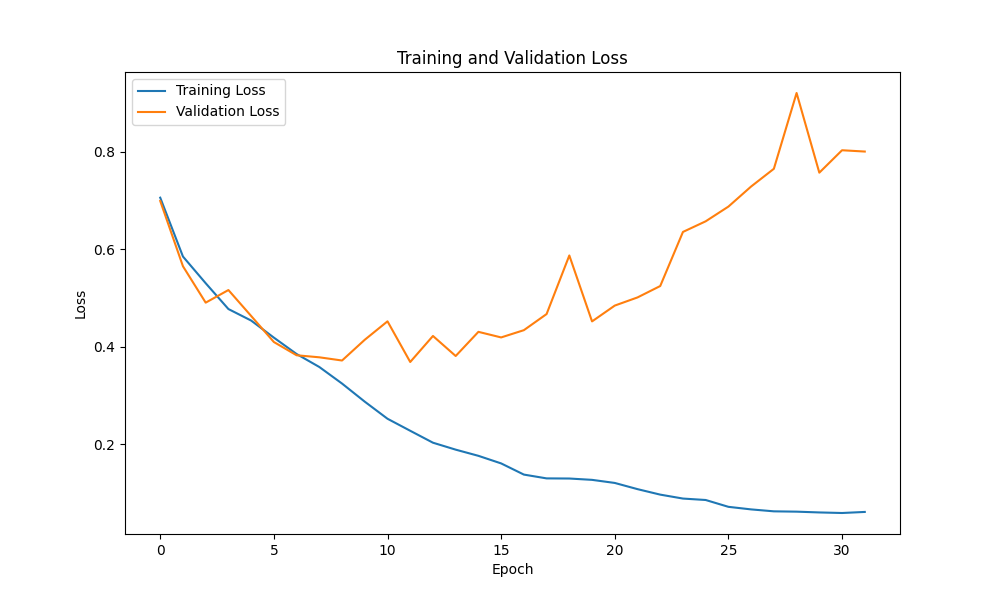 Training and Validation Loss
Training Loss
Validation Loss
0.8
0.6
0.4
0.2
Loss
0 5 10 15 20 25 30
Epoch